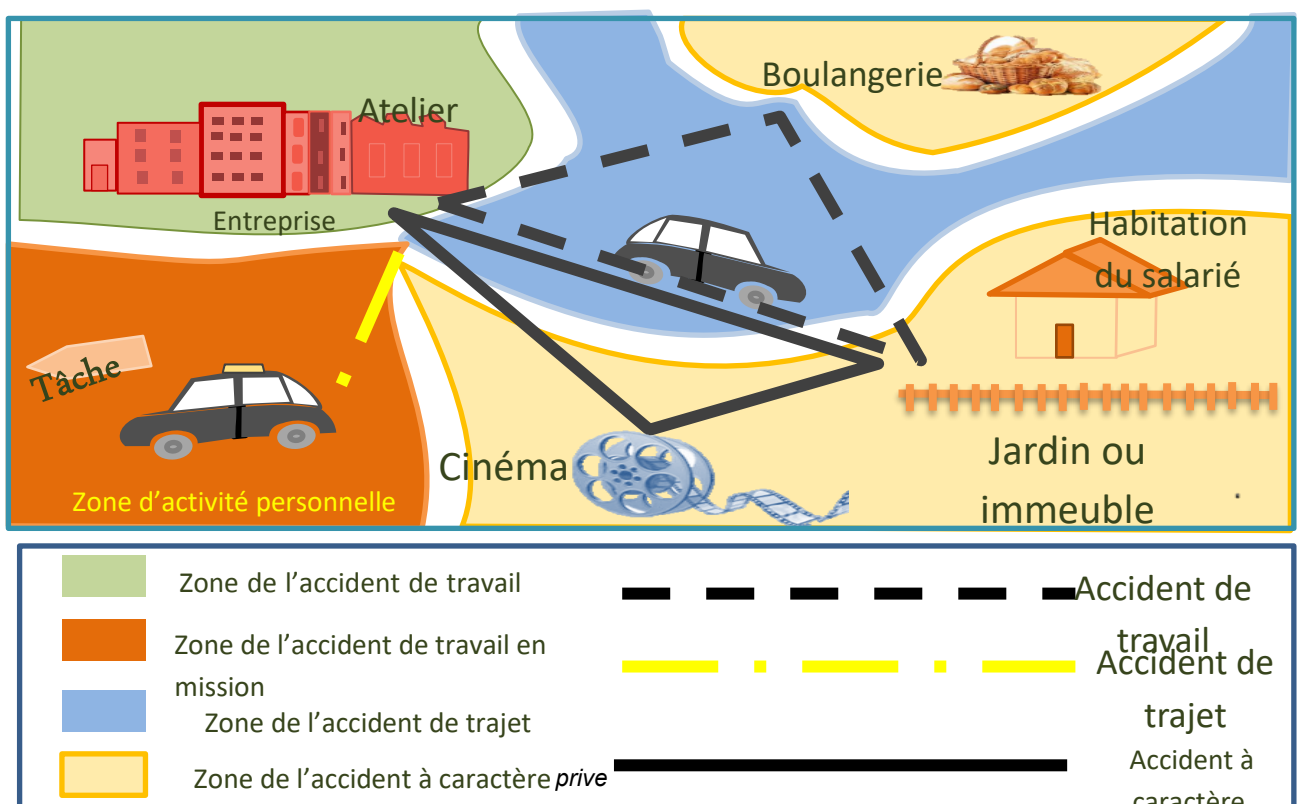 Boulangerie
Atelier
Entreprise
Habitation
du salarié
Tâche
Cinéma
Jardin ou
immeuble
Zone d'activité personnelle
Zone de l'accident de travail
Zone de l'accident de travail en
mission
Zone de l'accident de trajet
Zone de l'accident à caractère prive
Accident de
travail
Accident de
trajet
Accident à
caractère